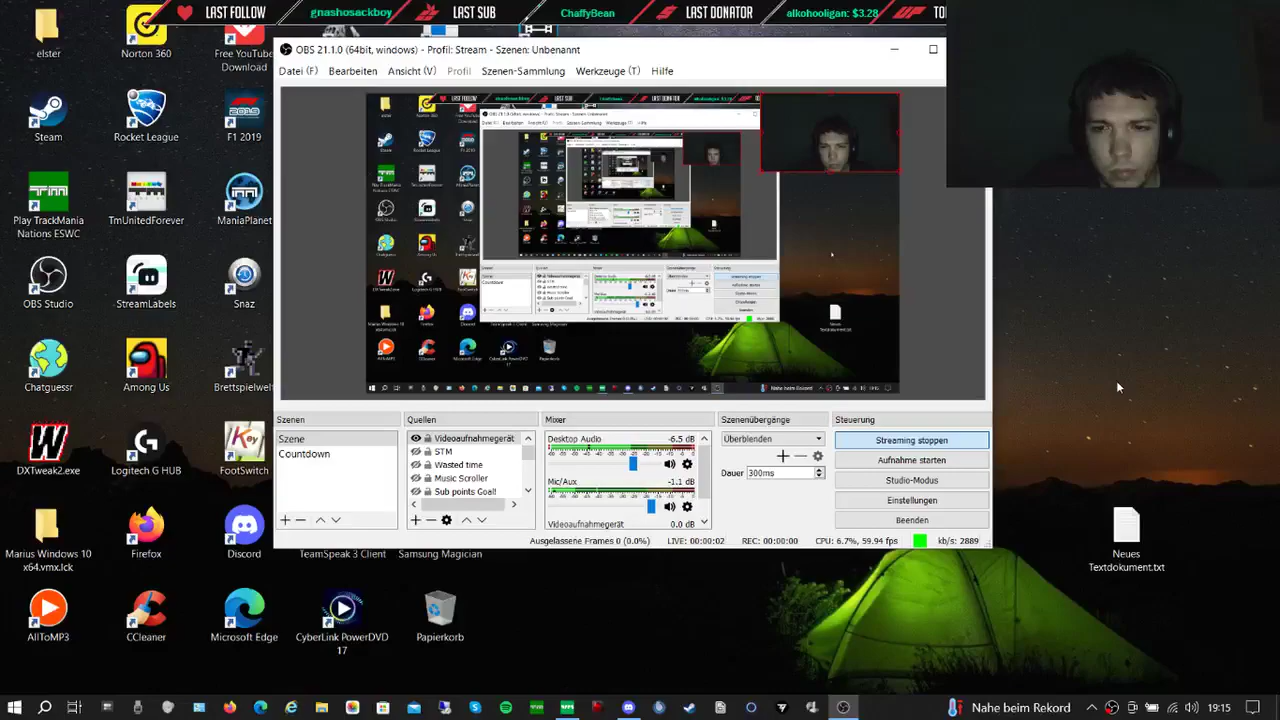 LAST FOLLOW
gnashosackboy
LAST SUB
ChaffyBean
LAST DONATOR
alkohooligan: $3.28
elster
Norton 360
Free YouTube
Download
OBS 21.1.0 (64bit, windows) - Profil: Stream - Szenen: Unbenannt
Datei (F)
Bearbeiten
Ansicht (V)
Profil
Szenen-Sammlung
Werkzeuge (T)
Hilfe
Steam
Rocket League
F1 2019
Play TrackMania
Nations ESWC
TmUnitedForever
ManiaPlanet
OBS Studio
StreamLabels
Chatguessr
Among Us
Brettspielwelt
DXTweak2.exe
Logitech G HUB
FootSwitch
Marius Windows 10
x64.vmx.lck
Firefox
Discord
TeamSpeak 3 Client
Samsung Magician
AllToMP3
CCleaner
Microsoft Edge
CyberLink PowerDVD
17
Papierkorb
Szenen
Szene
Countdown
Quellen
Videoaufnahmegerät
STM
Wasted time
Music Scroller
Sub points Goal!
Mixer
Desktop Audio
-6.5 dB
Mic/Aux
-1.1 dB
Videoaufnahmegerät
0.0 dB
Szenenübergänge
Überblenden
Dauer
300ms
Steuerung
Streaming stoppen
Aufnahme starten
Studio-Modus
Einstellungen
Beenden
Ausgelassene Frames 0 (0.0%)
LIVE: 00:00:02
REC: 00:00:00
CPU: 6.7%, 59.94 fps
kb/s: 2889
Neues
Textdokument.txt
Nahe beim Rekord
19:15